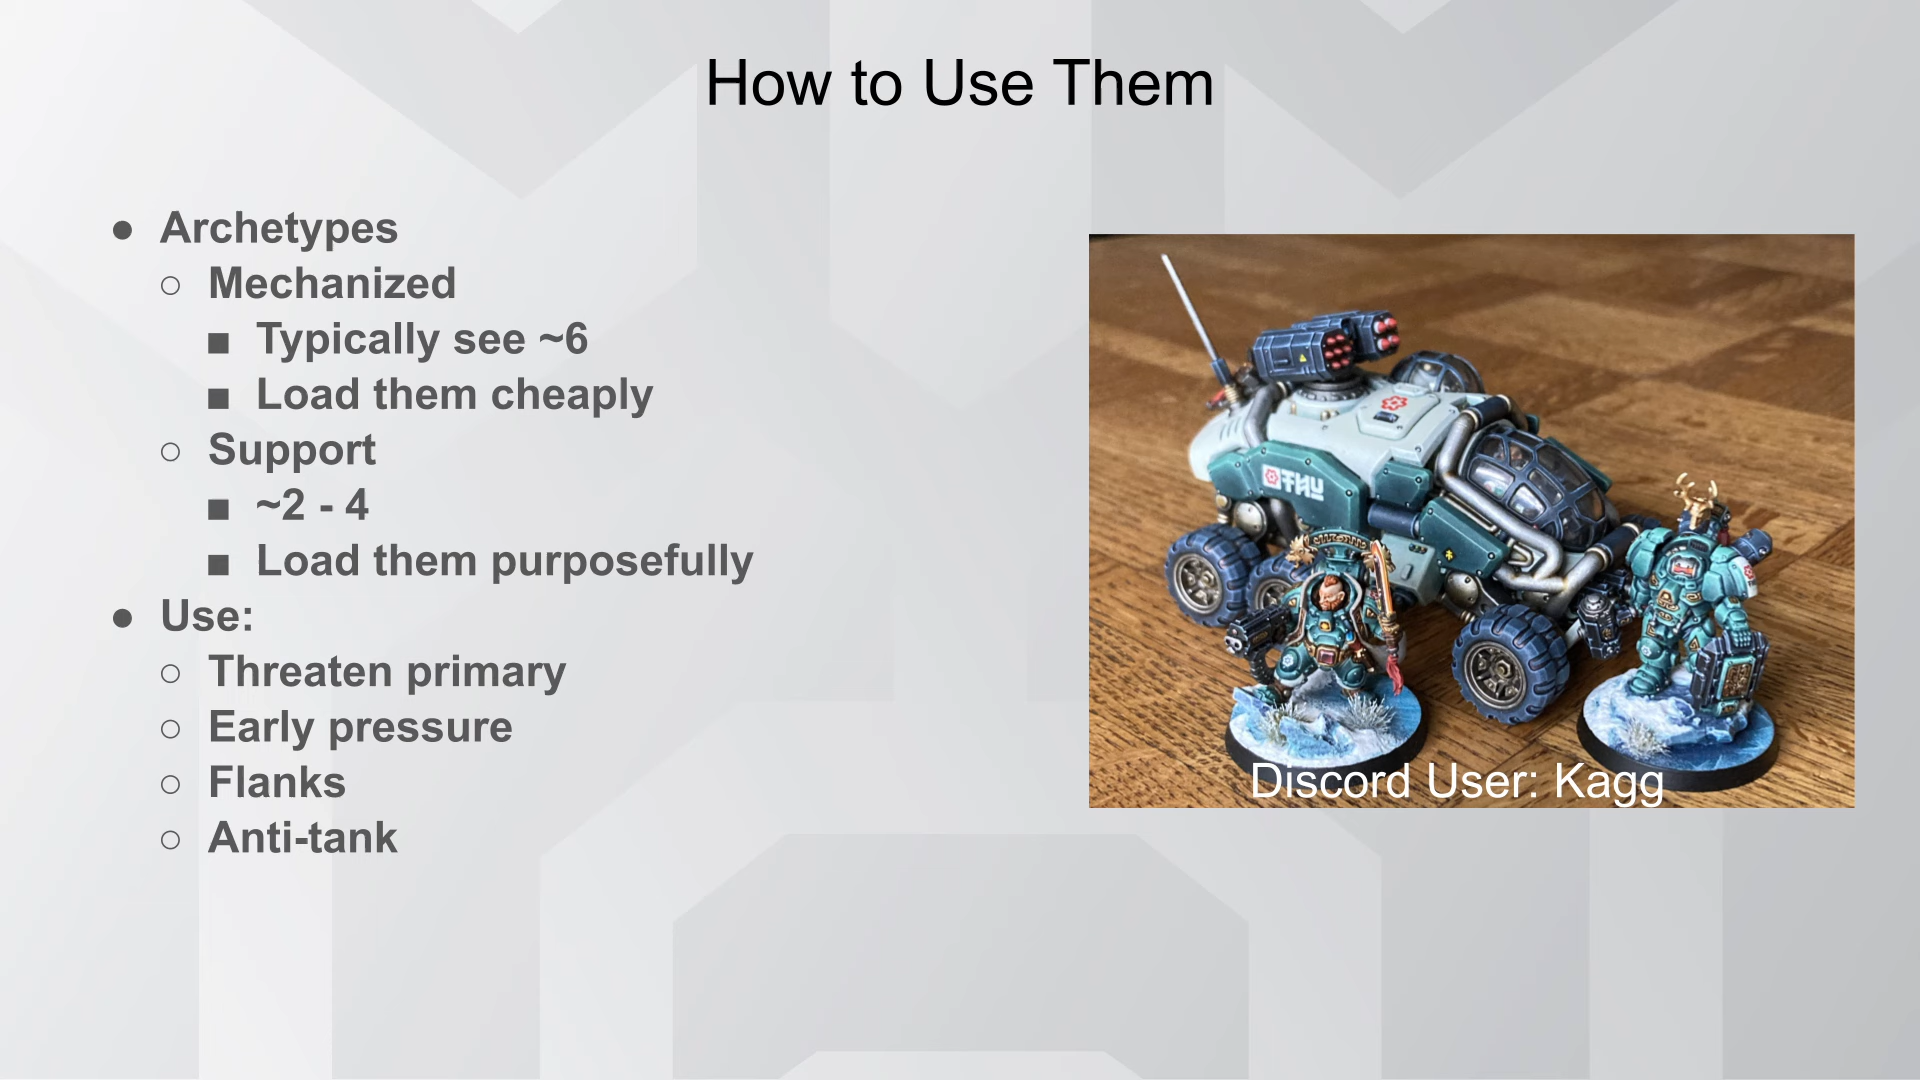 How to Use Them
● Archetypes
○ Mechanized
■ Typically see ~6
■ Load them cheaply
○ Support
■ ~2 - 4
■ Load them purposefully
● Use:
○ Threaten primary
○ Early pressure
○ Flanks
○ Anti-tank
THU
Discord User: Kagg